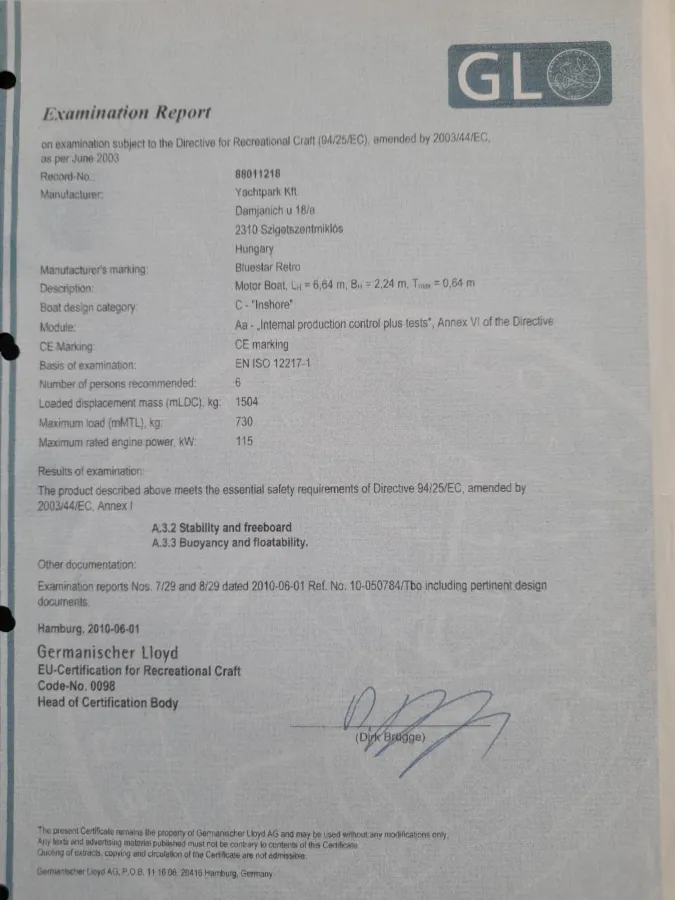 GL
Examination Report
on examination subject to the Directive for Recreational Craft (94/25/EC), amended by 2003/44/EC,
as per June 2003
Record-No.: 88011218
Manufacturer: Yachtpark Kft.
Damjanich u 18/a
2310 Szigetszentmiklós
Hungary
Manufacturer's marking: Bluestar Retro
Description: Motor Boat, LH = 6,64 m, BH = 2,24 m, Tmax = 0,64 m
Boat design category: C - "Inshore"
Module: Aa - „Internal production control plus tests", Annex VI of the Directive
CE Marking: CE marking
Basis of examination: EN ISO 12217-1
Number of persons recommended: 6
Loaded displacement mass (mLDC), kg: 1504
Maximum load (mMTL), kg: 730
Maximum rated engine power, kW: 115
Results of examination:
The product described above meets the essential safety requirements of Directive 94/25/EC, amended by
2003/44/EC, Annex I
A.3.2 Stability and freeboard
A.3.3 Buoyancy and floatability.
Other documentation:
Examination reports Nos. 7/29 and 8/29 dated 2010-06-01 Ref. No. 10-050784/Tbo including pertinent design
documents.
Hamburg, 2010-06-01
Germanischer Lloyd
EU-Certification for Recreational Craft
Code-No. 0098
Head of Certification Body
(Dirk Brügge)
The present Certificate remains the property of Germanischer Lloyd AG and may be used without any modifications only.
Any texts and advertising material published must not be contrary to contents of this Certificate.
Quoting of extracts, copying and circulation of the Certificate are not admissible.
Germanischer Lloyd AG, P.O.B. 11 16 06, 20416 Hamburg, Germany